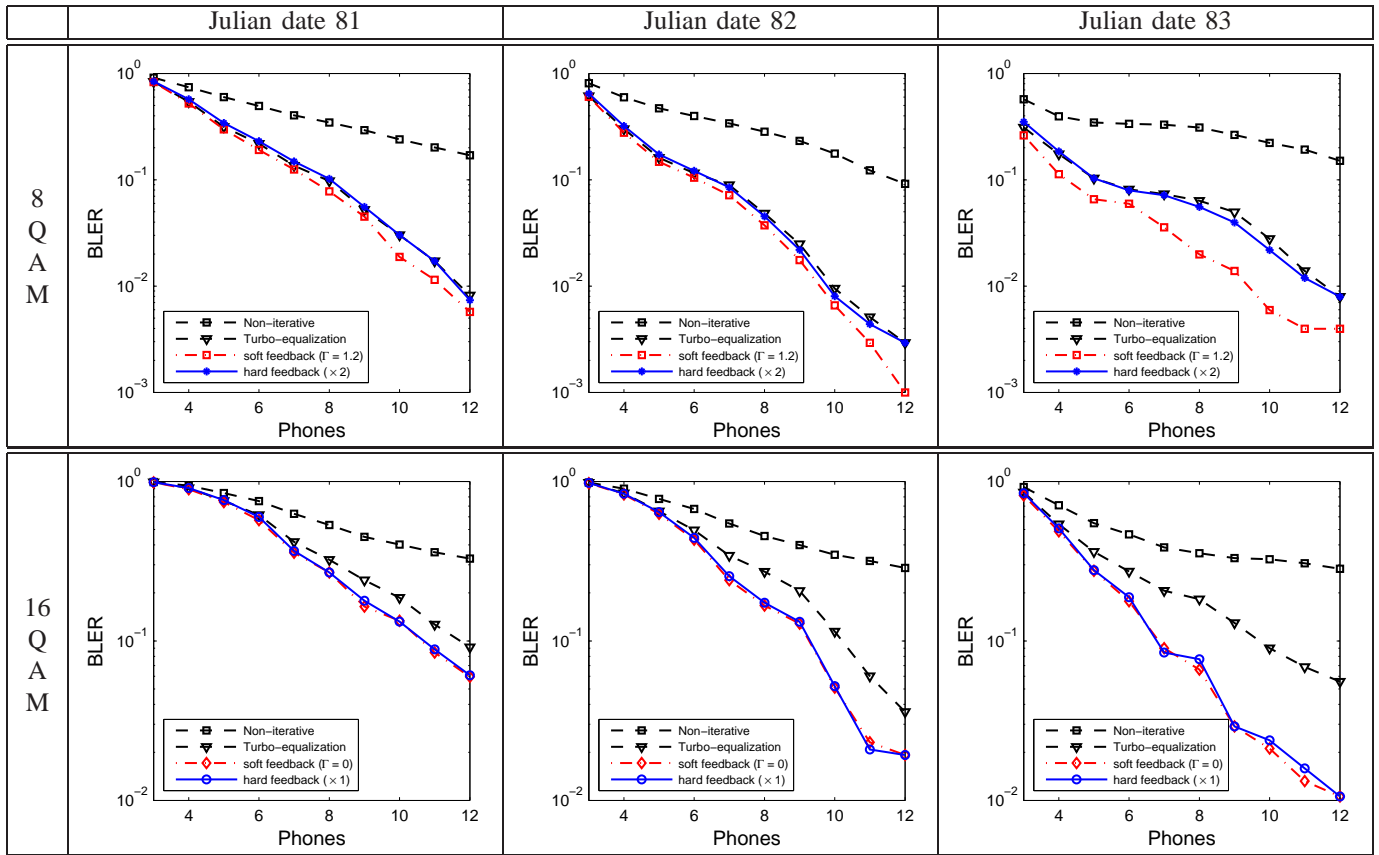 Julian date 81 Julian date 82 Julian date 83
8
Q
A
M
BLER
10^0
10^-1
10^-2
10^-3
4 6 8 10 12
Phones
Non-iterative
Turbo-equalization
soft feedback (Γ = 1.2)
hard feedback (× 2)
BLER
10^0
10^-1
10^-2
10^-3
4 6 8 10 12
Phones
Non-iterative
Turbo-equalization
soft feedback (Γ = 1.2)
hard feedback (× 2)
BLER
10^0
10^-1
10^-2
10^-3
4 6 8 10 12
Phones
Non-iterative
Turbo-equalization
soft feedback (Γ = 1.2)
hard feedback (× 2)
16
Q
A
M
BLER
10^0
10^-1
10^-2
4 6 8 10 12
Phones
Non-iterative
Turbo-equalization
soft feedback (Γ = 0)
hard feedback (× 1)
BLER
10^0
10^-1
10^-2
4 6 8 10 12
Phones
Non-iterative
Turbo-equalization
soft feedback (Γ = 0)
hard feedback (× 1)
BLER
10^0
10^-1
10^-2
4 6 8 10 12
Phones
Non-iterative
Turbo-equalization
soft feedback (Γ = 0)
hard feedback (× 1)